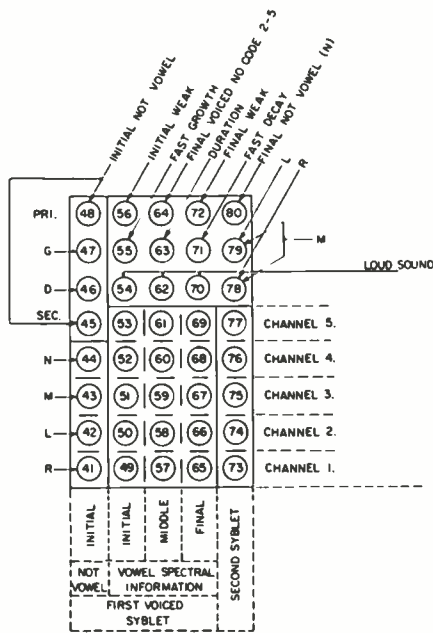 INITIAL NOT VOWEL
INITIAL WEAK
FAST GROWTH
FINAL VOICED NO CODE 2-5
DURATION
FINAL WEAK
FAST DECAY
FINAL NOT VOWEL (N)
L
R
PRI. 48 56 64 72 80
G 47 55 63 71 79 M
D 46 54 62 70 78 LOUD SOUND
SEC. 45 53 61 69 77 CHANNEL 5.
N 44 52 60 68 76 CHANNEL 4.
M 43 51 59 67 75 CHANNEL 3.
L 42 50 58 66 74 CHANNEL 2.
R 41 49 57 65 73 CHANNEL 1.
INITIAL INITIAL MIDDLE FINAL SECOND SYBLET
NOT VOWEL SPECTRAL
VOWEL INFORMATION
FIRST VOICED
SYBLET